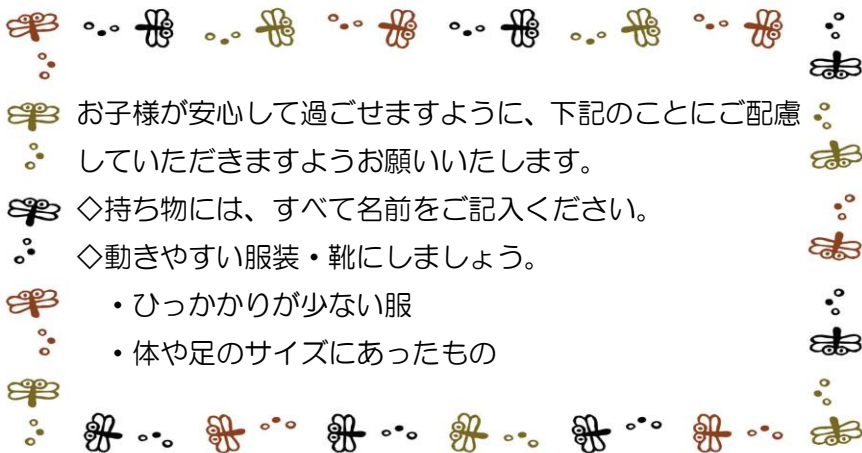 お子様が安心して過ごせますように、下記のことにご配慮
していただきますようお願いいたします。
◇持ち物には、すべて名前をご記入ください。
◇動きやすい服装・靴にしましょう。
・ひっかかりが少ない服
・体や足のサイズにあったもの